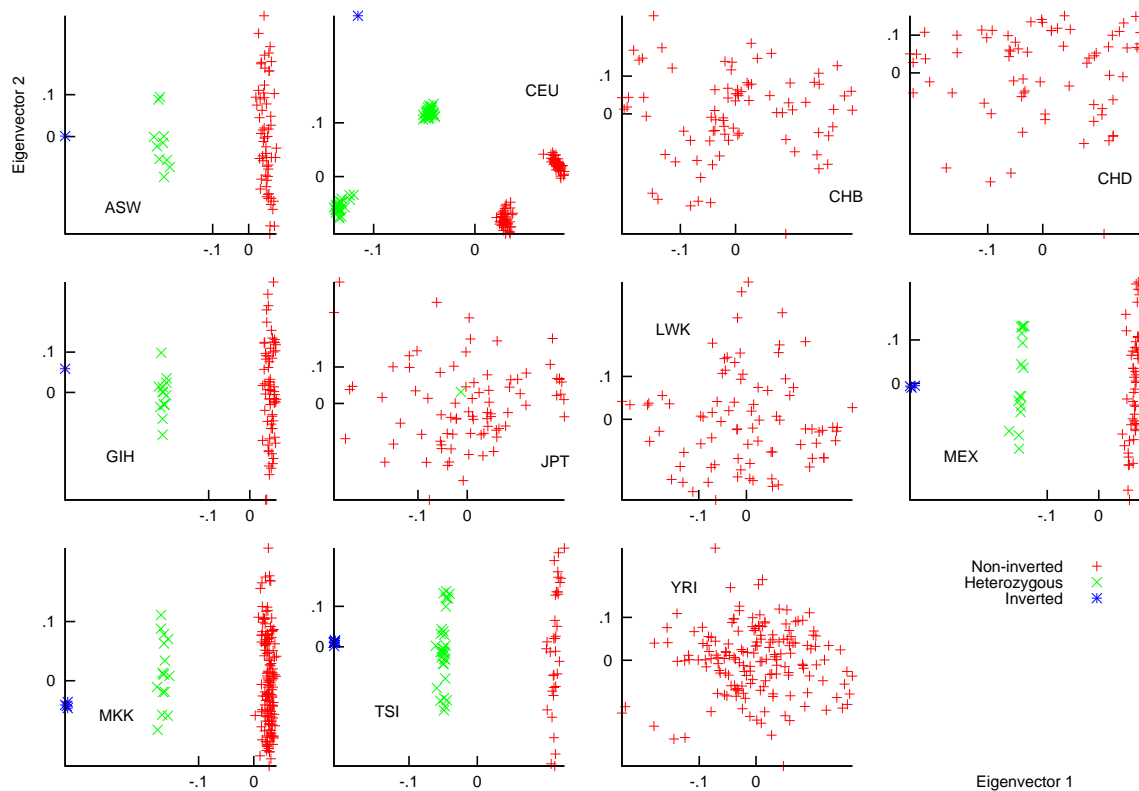 Eigenvector 2
.1
0
ASW
-.1
0
.1
0
CEU
-.1
0
.1
0
CHB
-.1
0
.1
0
CHD
-.1
0
.1
0
GIH
-.1
0
.1
0
JPT
-.1
0
.1
0
LWK
-.1
0
.1
0
MEX
-.1
0
.1
0
MKK
-.1
0
.1
0
TSI
-.1
0
.1
0
YRI
-.1
0
Non-inverted
Heterozygous
Inverted
Eigenvector 1